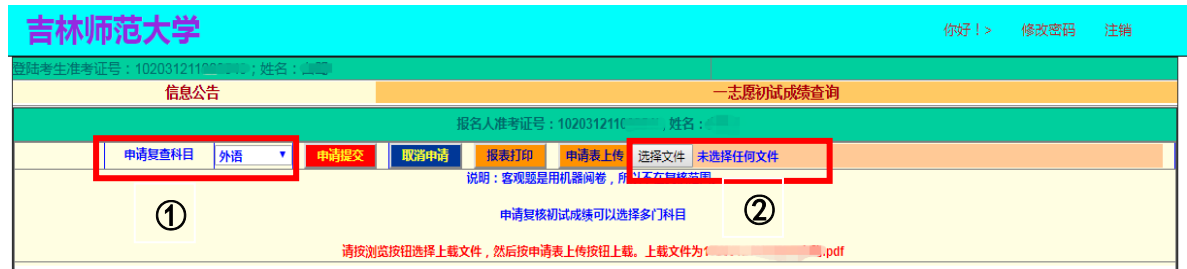 吉林师范大学
你好！> 修改密码 注销
登陆考生准考证号：102031211 ；姓名：
信息公告 一志愿初试成绩查询
报名人准考证号：1020312110 ，姓名：
申请复查科目 外语 申请提交 取消申请 报表打印 申请表上传 选择文件 未选择任何文件
说明：客观题是用机器阅卷，所以不在复核范围
① 申请复核初试成绩可以选择多门科目 ②
请按浏览按钮选择上载文件，然后按申请表上传按钮上载。上载文件为1 .pdf